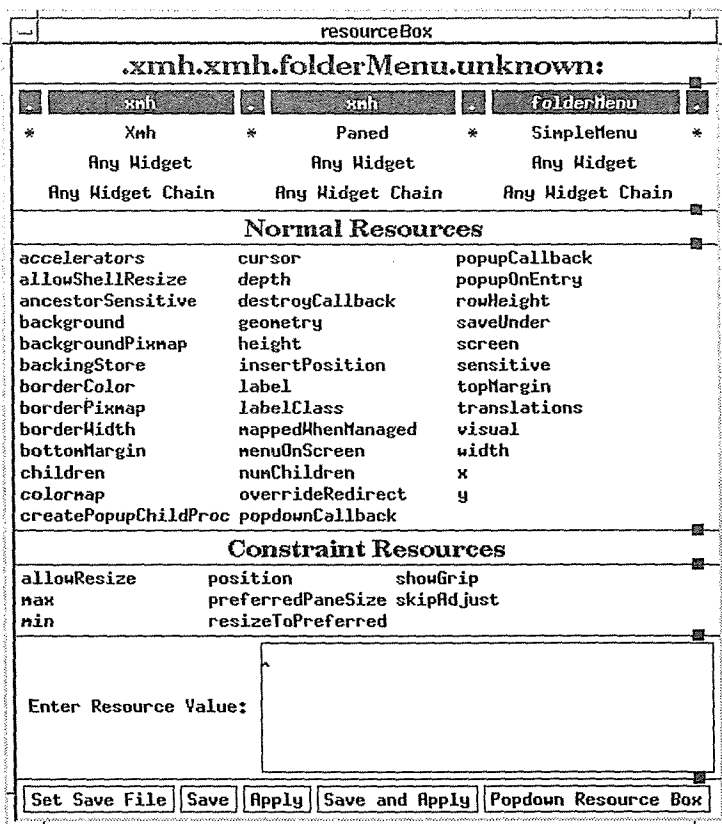 resourceBox
.xmh.xmh.folderMenu.unknown:
. xmh . xmh . folderMenu .
* Xmh * Paned * SimpleMenu *
Any Widget Any Widget Any Widget
Any Widget Chain Any Widget Chain Any Widget Chain
Normal Resources
accelerators cursor popupCallback
allowShellResize depth popupOnEntry
ancestorSensitive destroyCallback rowHeight
background geometry saveUnder
backgroundPixmap height screen
backingStore insertPosition sensitive
borderColor label topMargin
borderPixmap labelClass translations
borderWidth mappedWhenManaged visual
bottomMargin menuOnScreen width
children numChildren x
colormap overrideRedirect y
createPopupChildProc popdownCallback
Constraint Resources
allowResize position showGrip
max preferredPaneSize skipAdjust
min resizeToPreferred
Enter Resource Value:
^
Set Save File Save Apply Save and Apply Popdown Resource Box